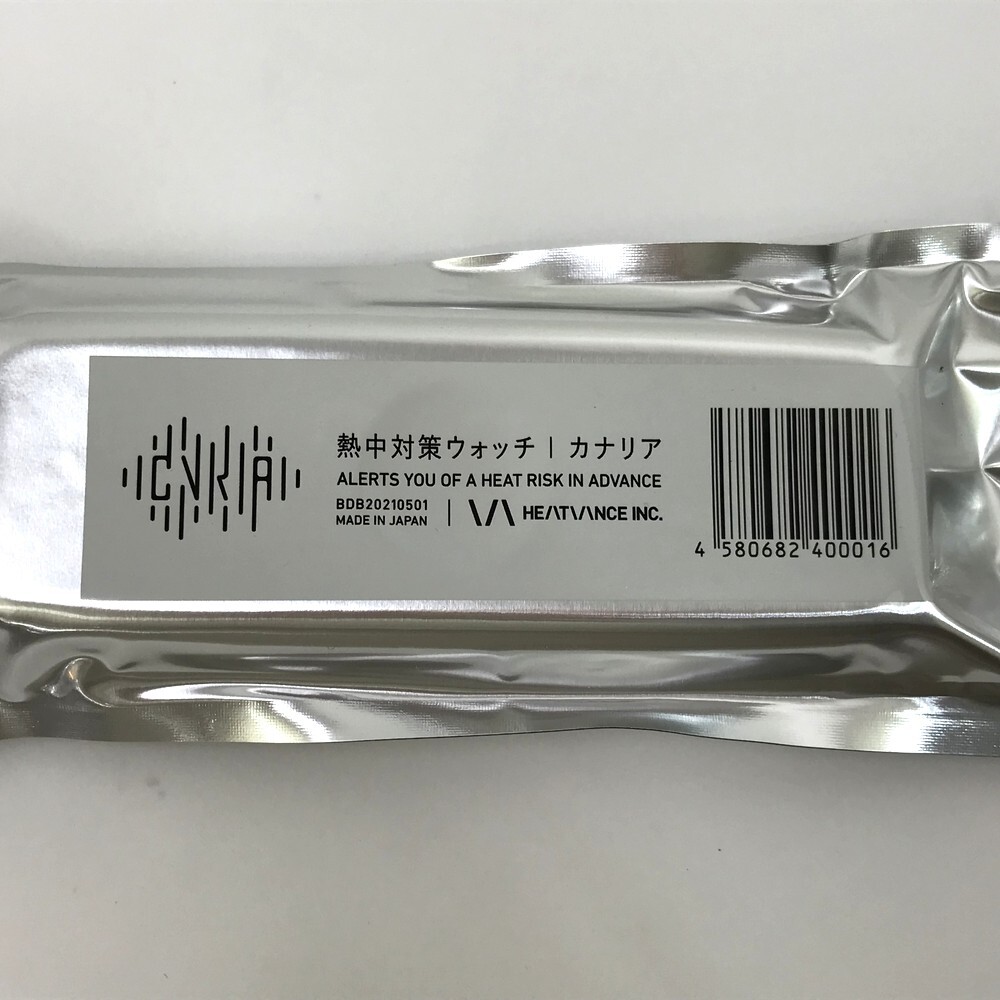 CNRIA
熱中対策ウォッチ | カナリア
ALERTS YOU OF A HEAT RISK IN ADVANCE
BDB20210501
MADE IN JAPAN
HEATVANCE INC.
4 580682 400016